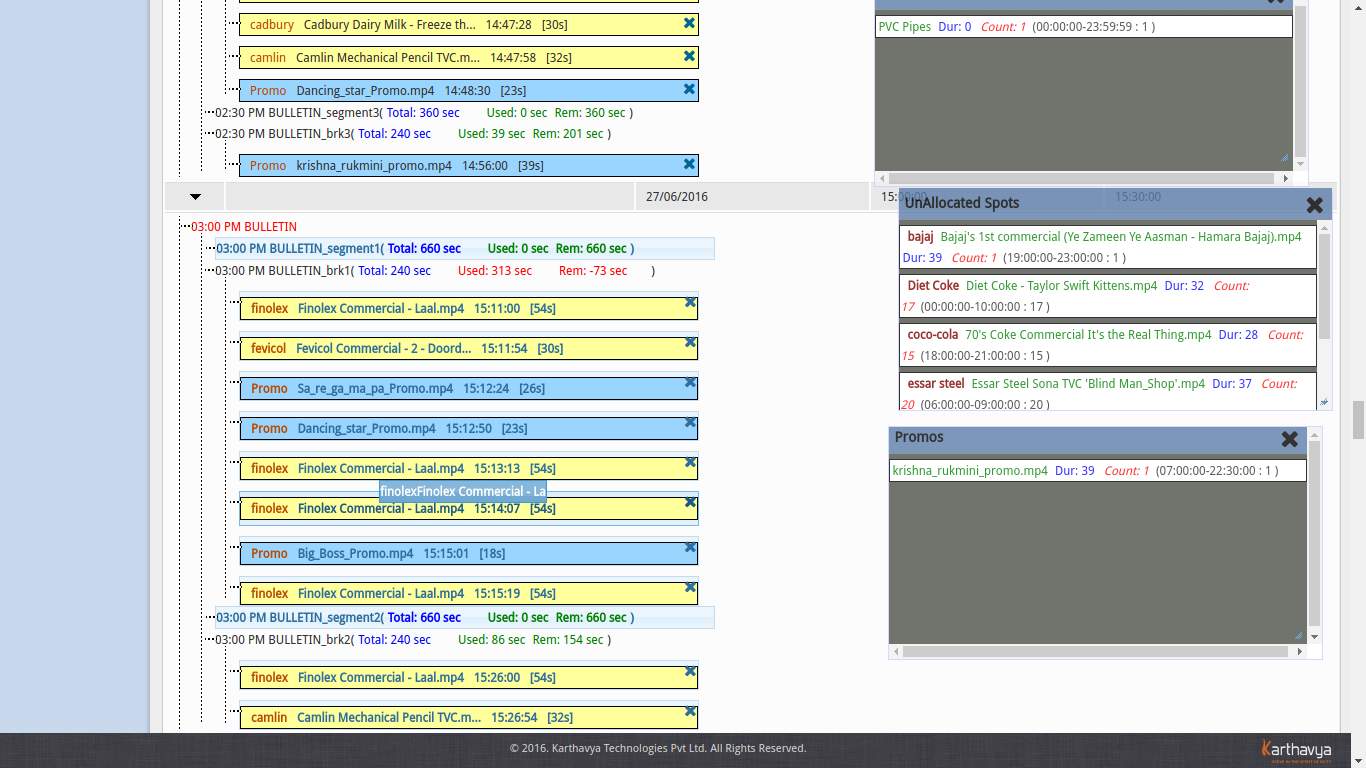 cadbury Cadbury Dairy Milk - Freeze th... 14:47:28 [30s]
camlin Camlin Mechanical Pencil TVC.m... 14:47:58 [32s]
Promo Dancing_star_Promo.mp4 14:48:30 [23s]
02:30 PM BULLETIN_segment3( Total: 360 sec Used: 0 sec Rem: 360 sec )
02:30 PM BULLETIN_brk3( Total: 240 sec Used: 39 sec Rem: 201 sec )
Promo krishna_rukmini_promo.mp4 14:56:00 [39s]
27/06/2016 15:00:00 15:30:00
03:00 PM BULLETIN
03:00 PM BULLETIN_segment1( Total: 660 sec Used: 0 sec Rem: 660 sec )
03:00 PM BULLETIN_brk1( Total: 240 sec Used: 313 sec Rem: -73 sec )
finolex Finolex Commercial - Laal.mp4 15:11:00 [54s]
fevicol Fevicol Commercial - 2 - Doord... 15:11:54 [30s]
Promo Sa_re_ga_ma_pa_Promo.mp4 15:12:24 [26s]
Promo Dancing_star_Promo.mp4 15:12:50 [23s]
finolex Finolex Commercial - Laal.mp4 15:13:13 [54s]
finolexFinolex Commercial - La
finolex Finolex Commercial - Laal.mp4 15:14:07 [54s]
Promo Big_Boss_Promo.mp4 15:15:01 [18s]
finolex Finolex Commercial - Laal.mp4 15:15:19 [54s]
03:00 PM BULLETIN_segment2( Total: 660 sec Used: 0 sec Rem: 660 sec )
03:00 PM BULLETIN_brk2( Total: 240 sec Used: 86 sec Rem: 154 sec )
finolex Finolex Commercial - Laal.mp4 15:26:00 [54s]
camlin Camlin Mechanical Pencil TVC.m... 15:26:54 [32s]
PVC Pipes Dur: 0 Count: 1 (00:00:00-23:59:59 : 1 )
UnAllocated Spots
bajaj Bajaj's 1st commercial (Ye Zameen Ye Aasman - Hamara Bajaj).mp4
Dur: 39 Count: 1 (19:00:00-23:00:00 : 1 )
Diet Coke Diet Coke - Taylor Swift Kittens.mp4 Dur: 32 Count:
17 (00:00:00-10:00:00 : 17 )
coco-cola 70's Coke Commercial It's the Real Thing.mp4 Dur: 28 Count:
15 (18:00:00-21:00:00 : 15 )
essar steel Essar Steel Sona TVC 'Blind Man_Shop'.mp4 Dur: 37 Count:
20 (06:00:00-09:00:00 : 20 )
Promos
krishna_rukmini_promo.mp4 Dur: 39 Count: 1 (07:00:00-22:30:00 : 1 )
© 2016. Karthavya Technologies Pvt Ltd. All Rights Reserved.
Karthavya